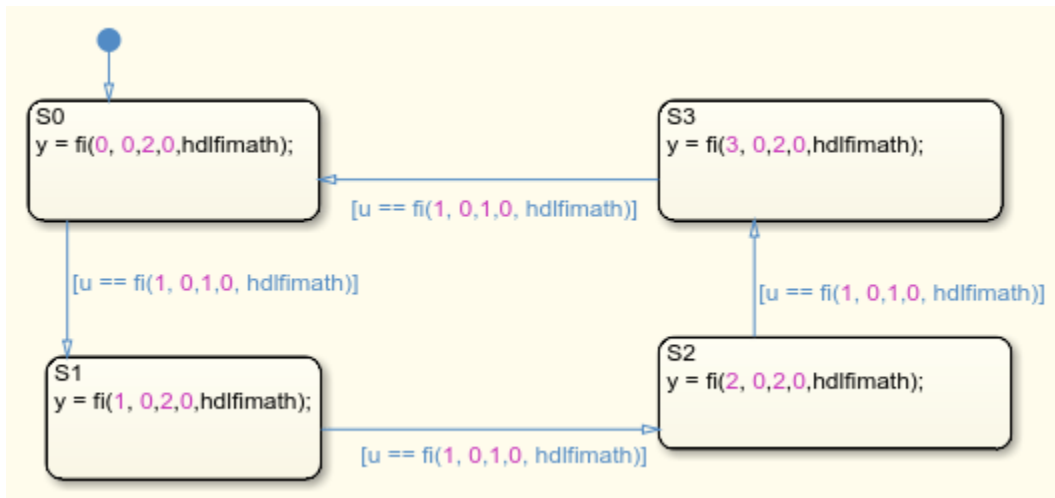 S0
y = fi(0, 0,2,0,hdlfimath);
S3
y = fi(3, 0,2,0,hdlfimath);
[u == fi(1, 0,1,0, hdlfimath)]
[u == fi(1, 0,1,0, hdlfimath)]
[u == fi(1, 0,1,0, hdlfimath)]
S1
y = fi(1, 0,2,0,hdlfimath);
S2
y = fi(2, 0,2,0,hdlfimath);
[u == fi(1, 0,1,0, hdlfimath)]